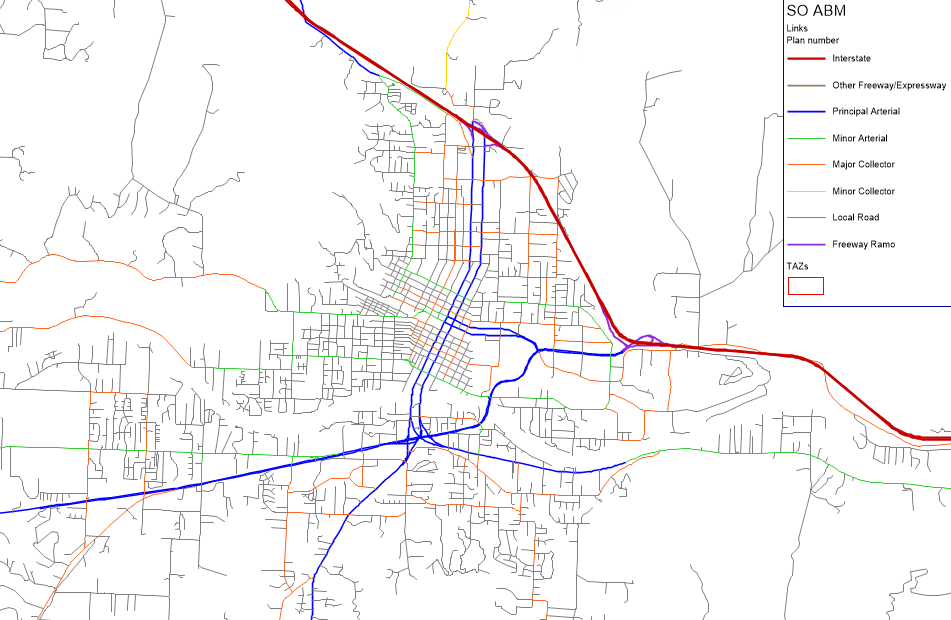 SO ABM
Links
Plan number
Interstate
Other Freeway/Expressway
Principal Arterial
Minor Arterial
Major Collector
Minor Collector
Local Road
Freeway Ramo
TAZs